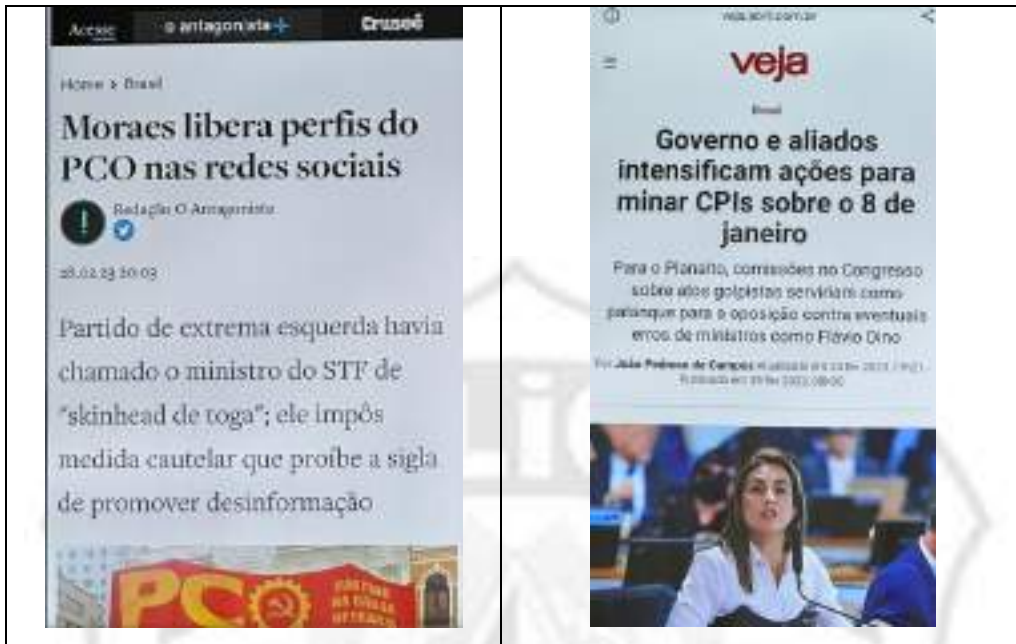 Acesse
o antagonista +
Crusoé
Home > Brasil
Moraes libera perfis do
PCO nas redes sociais
Redação O Antagonista
28.02.23 20:03
Partido de extrema esquerda havia
chamado o ministro do STF de
"skinhead de toga"; ele impôs
medida cautelar que proíbe a sigla
de promover desinformação
PCO
veja.abril.com.br
veja
Brasil
Governo e aliados
intensificam ações para
minar CPIs sobre o 8 de
janeiro
Para o Planalto, comissões no Congresso
sobre atos golpistas serviriam como
palanque para a oposição contra eventuais
erros de ministros como Flávio Dino
Por João Pedroso de Campos